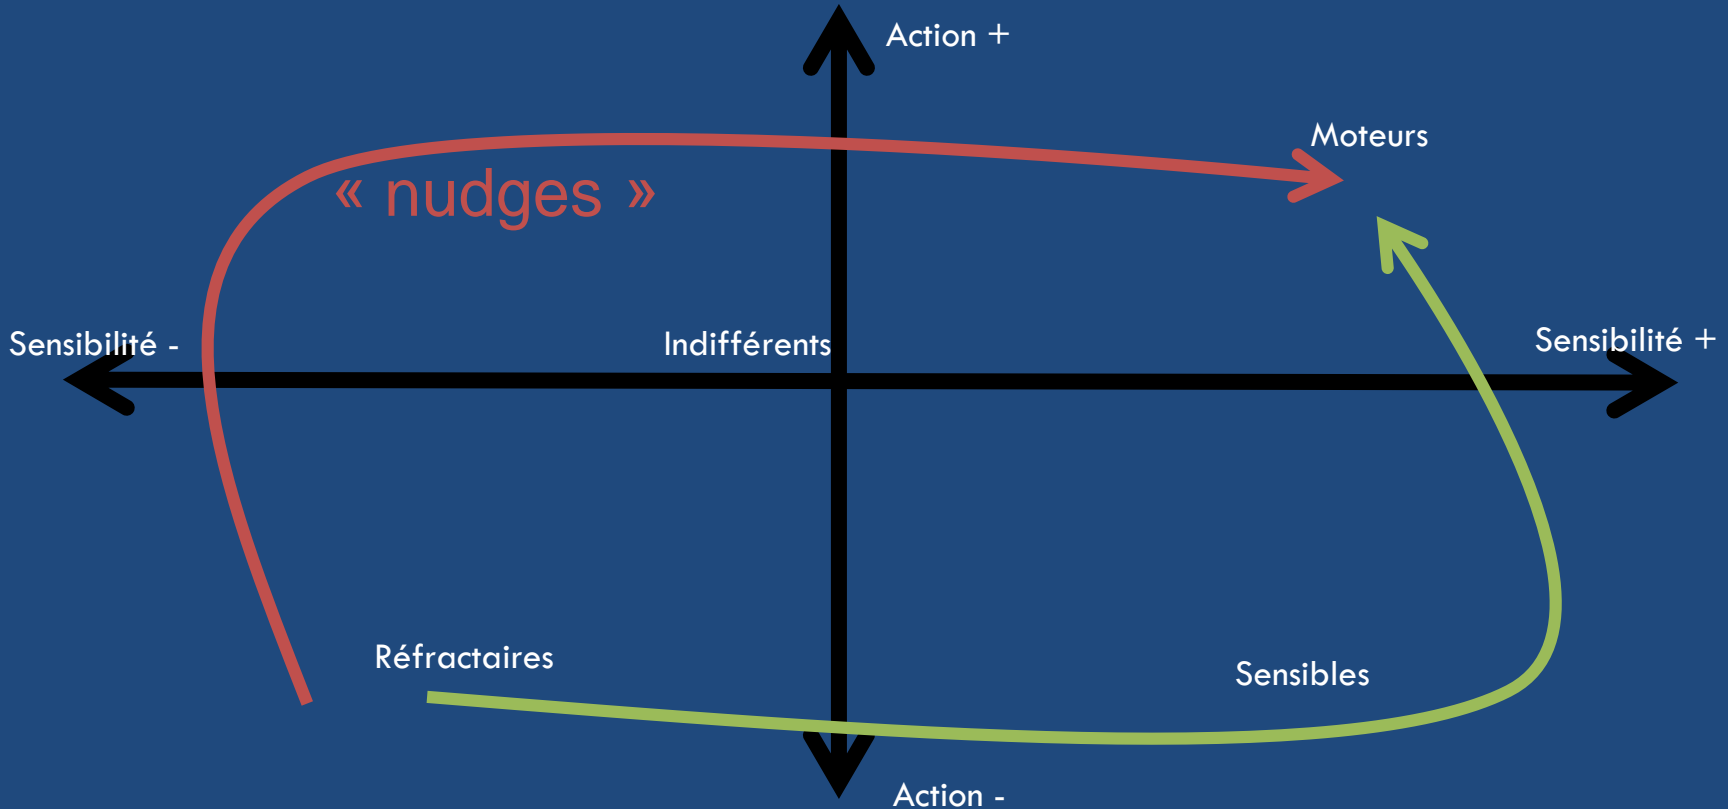 Action +
Moteurs
« nudges »
Sensibilité -
Indifférents
Sensibilité +
Réfractaires
Sensibles
Action -